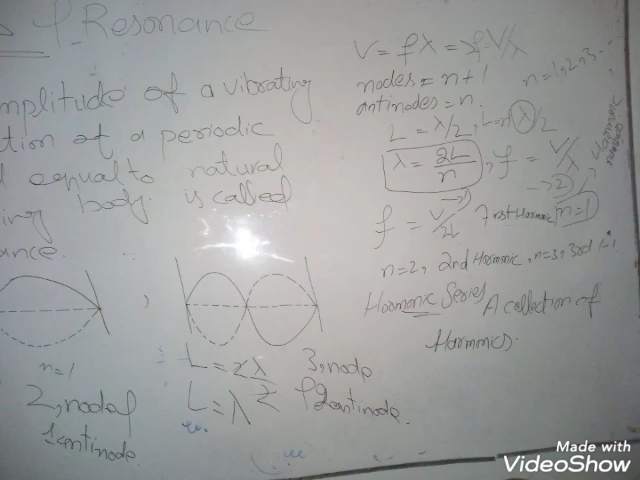 f Resonance
mplitude of a vibrating
tion of a periodic
equal to natural
ing body. is called
ance.
n=1
2, node f
1 antinode.
L = 2λ/2
L = λ
3, node
f 2 antinode.
V = fλ => f = V/λ
nodes = n+1
n=1,2,3...
antinodes = n.
L = λ/2, L = n λ/2
λ = 2L/n , f = V/λ
f = V/2L
First Harmonic n=1
n=2, 2nd Harmonic, n=3, 3rd H.
Harmonic Series A collection of
Harmonics.
Made with
VideoShow